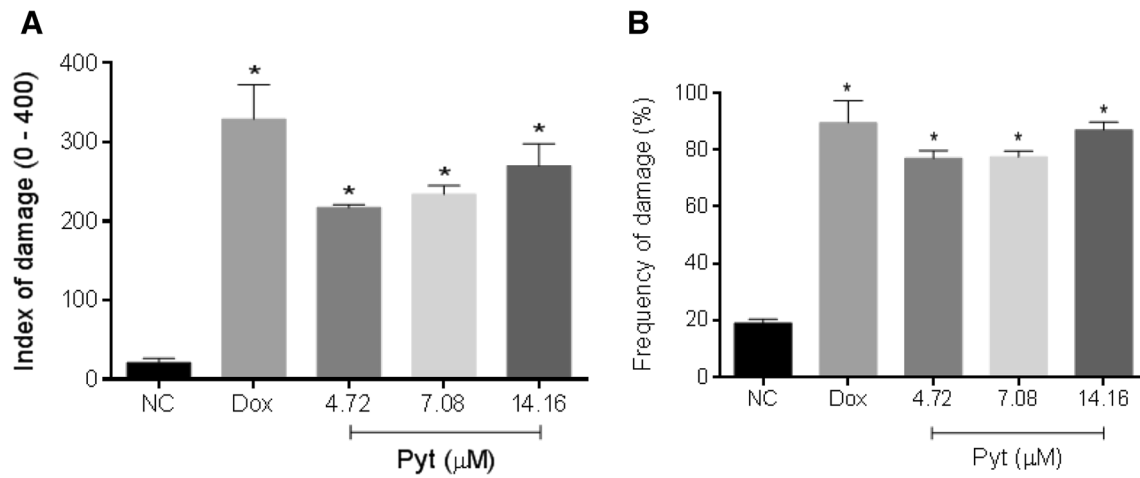 A
Index of damage (0 - 400)
400
300
200
100
0
*
*
*
*
NC
Dox
4.72
7.08
14.16
Pyt (μM)
B
Frequency of damage (%)
100
80
60
40
20
0
*
*
*
*
NC
Dox
4.72
7.08
14.16
Pyt (μM)